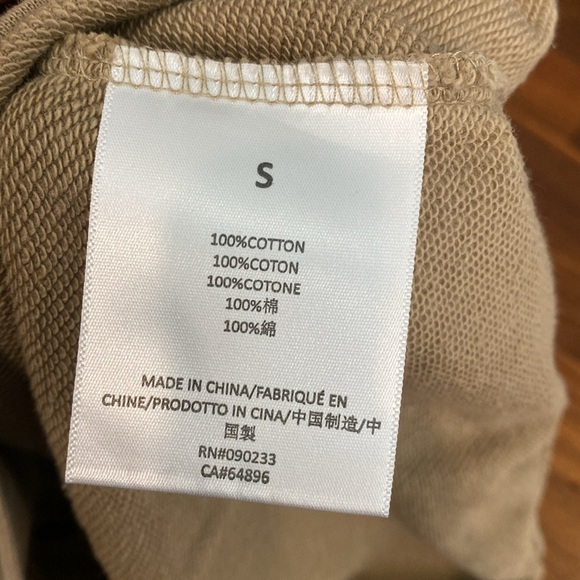 S
100%COTTON
100%COTON
100%COTONE
100%棉
100%綿
MADE IN CHINA/FABRIQUÉ EN
CHINE/PRODOTTO IN CINA/中国制造/中
国製
RN#090233
CA#64896